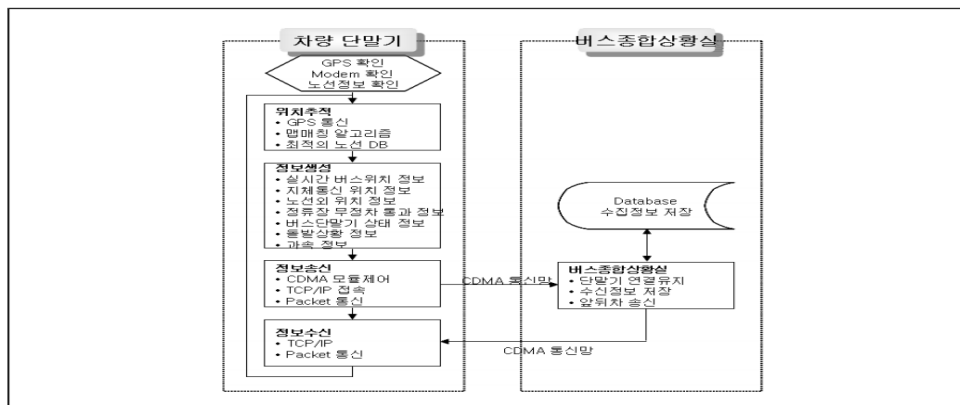 차량 단말기
GPS 확인
Modem 확인
노선정보 확인
위치추적
• GPS 통신
• 맵매칭 알고리즘
• 최적의 노선 DB
정보생성
• 실시간 버스위치 정보
• 지체통신 위치 정보
• 노선외 위치 정보
• 정류장 무정차 통과 정보
• 버스단말기 상태 정보
• 돌발상황 정보
• 과속 정보
정보송신
• CDMA 모듈제어
• TCP/IP 접속
• Packet 통신
정보수신
• TCP/IP
• Packet 통신
CDMA 통신망
CDMA 통신망
버스종합상황실
Database
수집정보 저장
버스종합상황실
• 단말기 연결유지
• 수신정보 저장
• 앞뒤차 송신